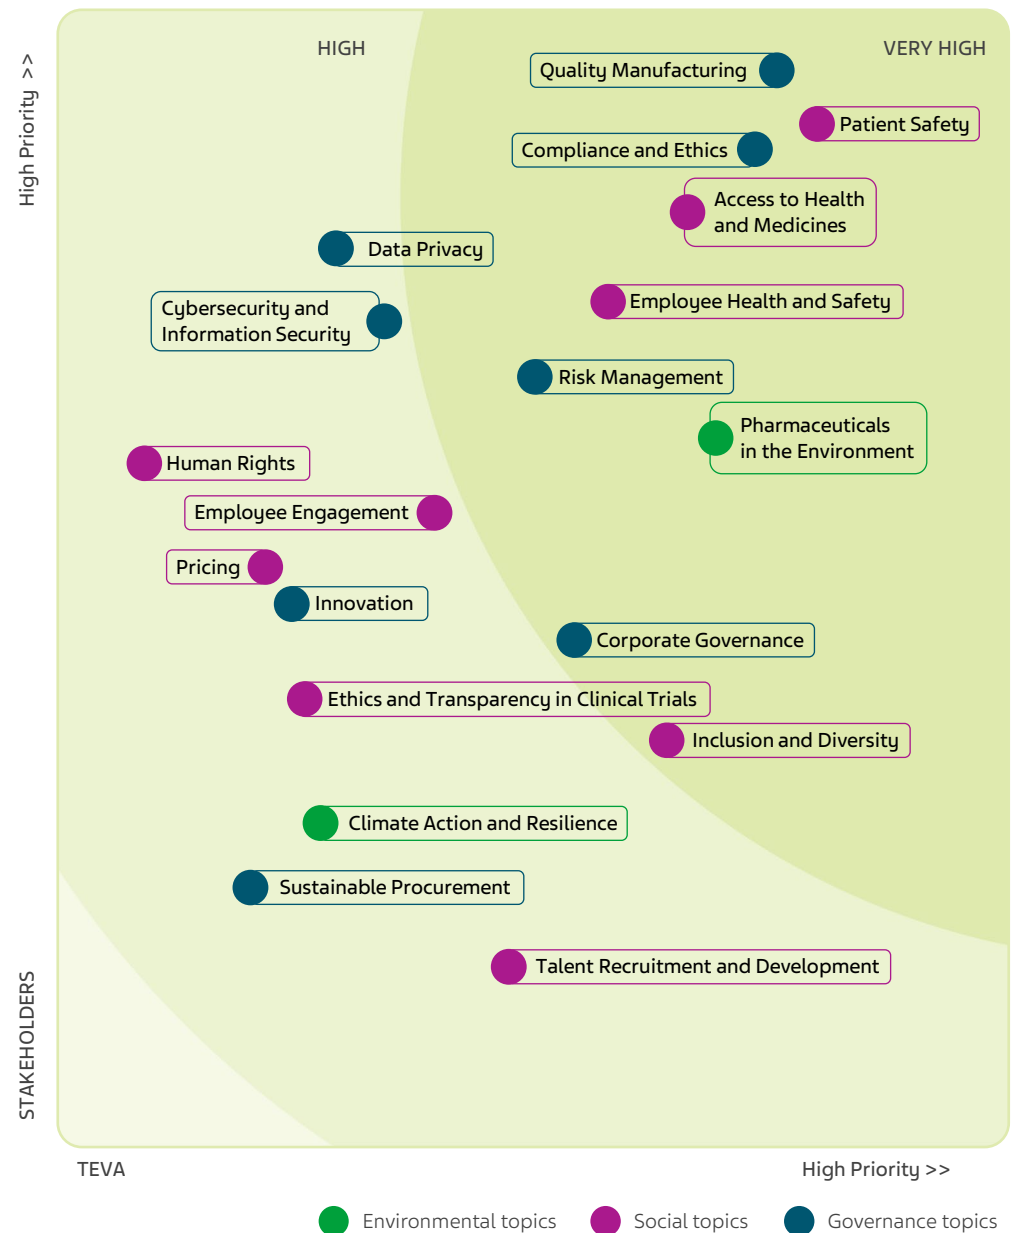 HIGH
VERY HIGH
High Priority >>
Quality Manufacturing
Patient Safety
Compliance and Ethics
Access to Health
and Medicines
Data Privacy
Cybersecurity and
Information Security
Employee Health and Safety
Risk Management
Pharmaceuticals
in the Environment
Human Rights
Employee Engagement
Pricing
Innovation
Corporate Governance
Ethics and Transparency in Clinical Trials
Inclusion and Diversity
Climate Action and Resilience
Sustainable Procurement
Talent Recruitment and Development
STAKEHOLDERS
TEVA
High Priority >>
Environmental topics
Social topics
Governance topics